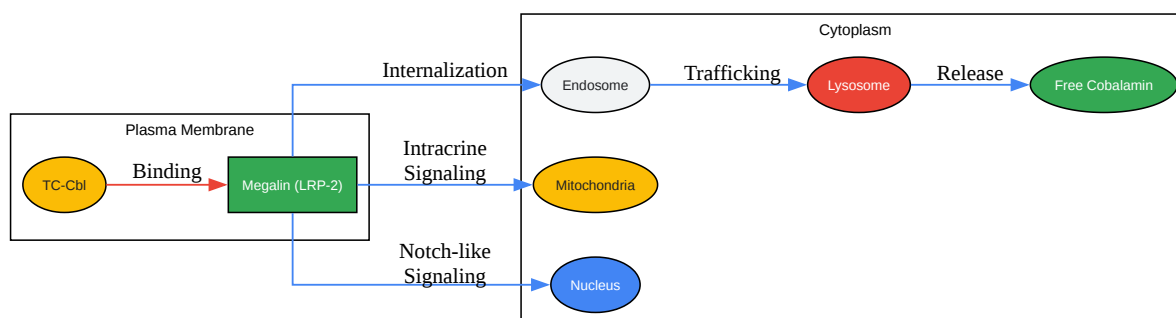 Cytoplasm
Internalization
Endosome
Trafficking
Lysosome
Release
Free Cobalamin
Plasma Membrane
TC-Cbl
Binding
Megalin (LRP-2)
Intracrine
Signaling
Mitochondria
Notch-like
Signaling
Nucleus